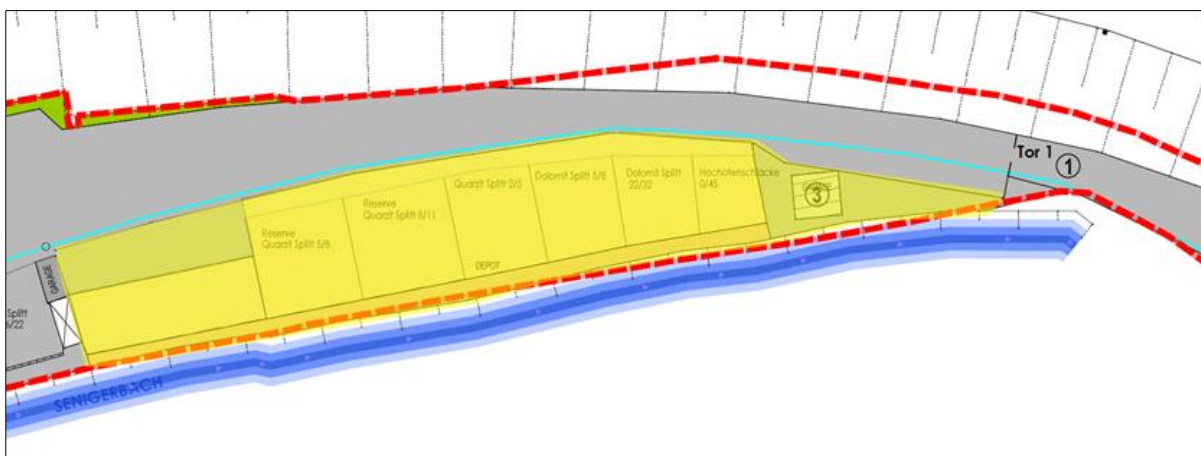 Tor 1
1
Quarzit Splitt 2/5
Dolomit Splitt 5/8
Dolomit Splitt
22/32
Hochofenschlacke
0/45
3
Reserve
Quarzit Splitt 8/11
Reserve
Quarzit Splitt 5/8
DEPOT
GARAGE
Splitt
SENIGERBACH